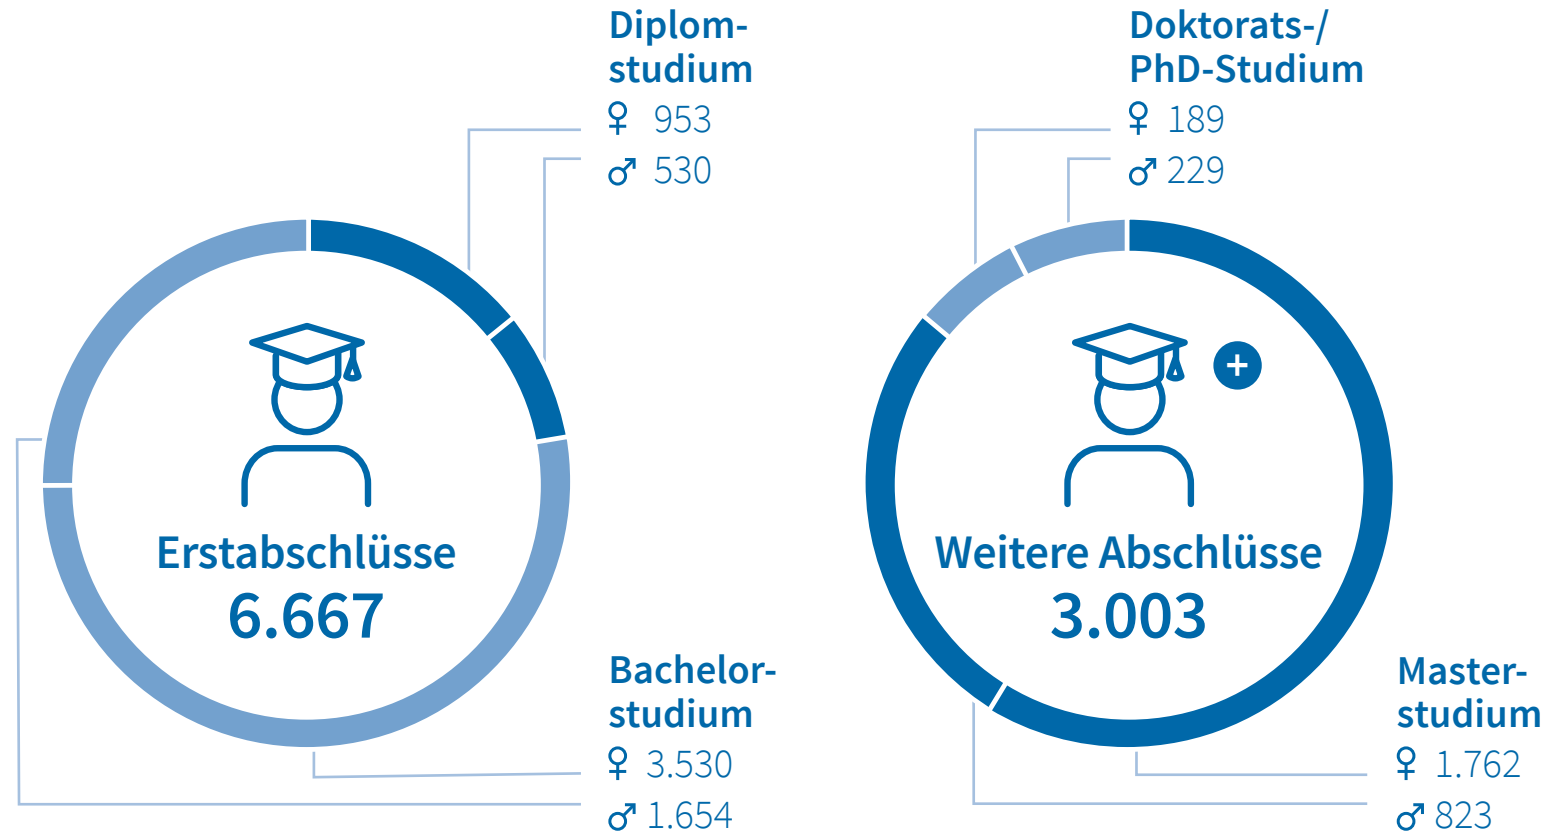 Diplom-
studium
♀ 953
♂ 530
Erstabschlüsse
6.667
Bachelor-
studium
♀ 3.530
♂ 1.654
Doktorats-/
PhD-Studium
♀ 189
♂ 229
+
Weitere Abschlüsse
3.003
Master-
studium
♀ 1.762
♂ 823